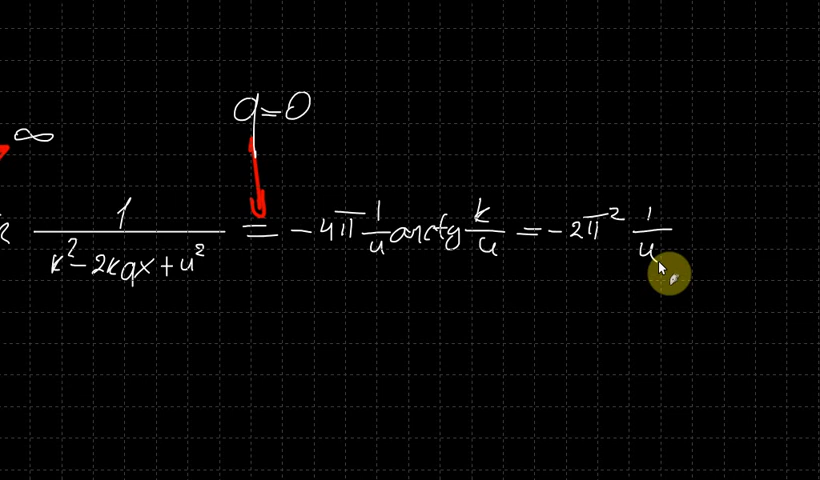 q=0
∞
1/(k²-2kqx+u²) = -4π 1/u arctg k/u = -2π² 1/u